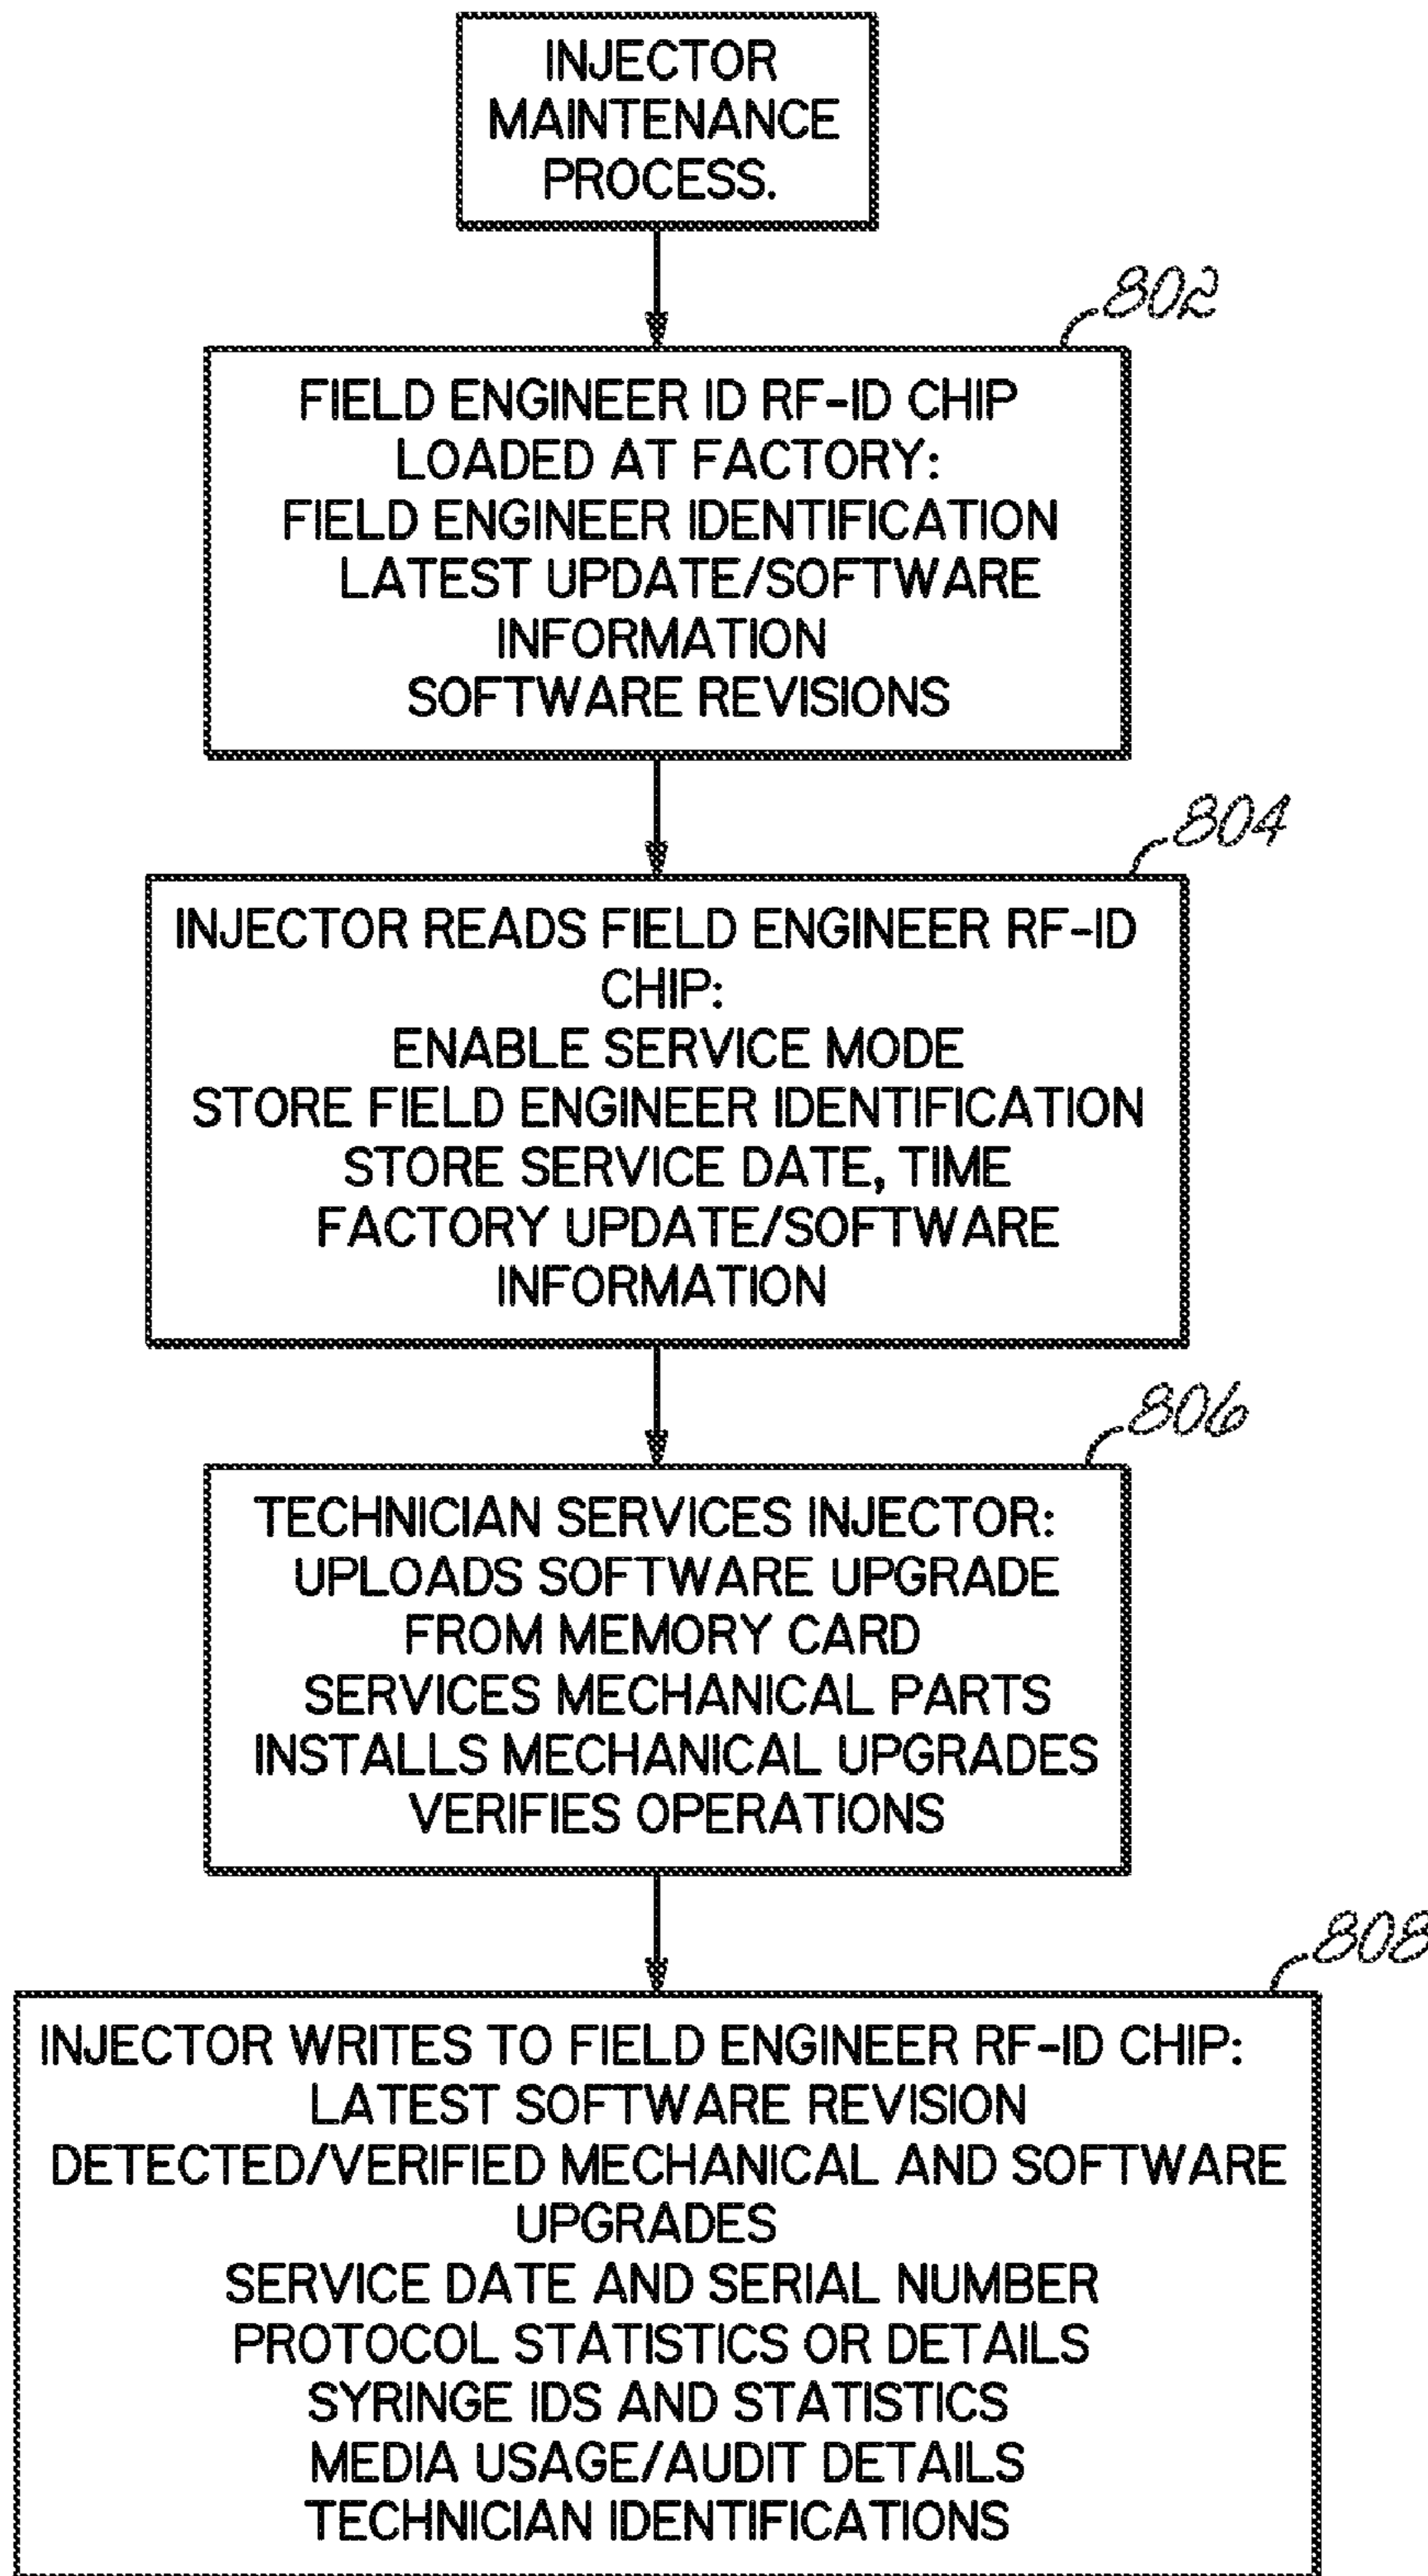 INJECTOR
MAINTENANCE
PROCESS.
802
FIELD ENGINEER ID RF-ID CHIP
LOADED AT FACTORY:
FIELD ENGINEER IDENTIFICATION
LATEST UPDATE/SOFTWARE
INFORMATION
SOFTWARE REVISIONS
804
INJECTOR READS FIELD ENGINEER RF-ID
CHIP:
ENABLE SERVICE MODE
STORE FIELD ENGINEER IDENTIFICATION
STORE SERVICE DATE, TIME
FACTORY UPDATE/SOFTWARE
INFORMATION
806
TECHNICIAN SERVICES INJECTOR:
UPLOADS SOFTWARE UPGRADE
FROM MEMORY CARD
SERVICES MECHANICAL PARTS
INSTALLS MECHANICAL UPGRADES
VERIFIES OPERATIONS
808
INJECTOR WRITES TO FIELD ENGINEER RF-ID CHIP:
LATEST SOFTWARE REVISION
DETECTED/VERIFIED MECHANICAL AND SOFTWARE
UPGRADES
SERVICE DATE AND SERIAL NUMBER
PROTOCOL STATISTICS OR DETAILS
SYRINGE IDS AND STATISTICS
MEDIA USAGE/AUDIT DETAILS
TECHNICIAN IDENTIFICATIONS